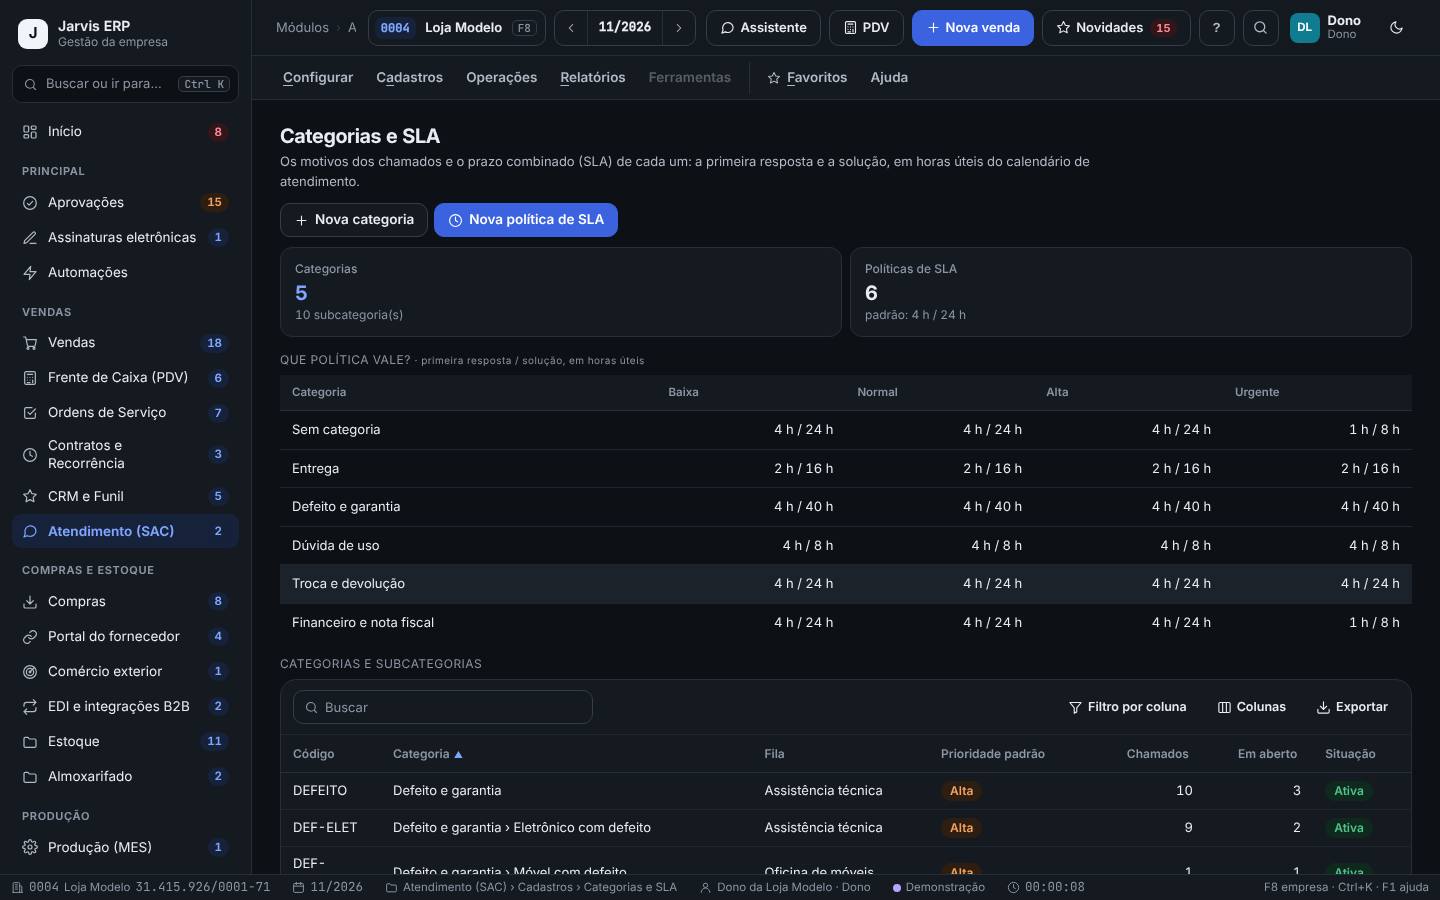 J
Jarvis ERP
Gestão da empresa
Buscar ou ir para... Ctrl K
Início 8
PRINCIPAL
Aprovações 15
Assinaturas eletrônicas 1
Automações
VENDAS
Vendas 18
Frente de Caixa (PDV) 6
Ordens de Serviço 7
Contratos e
Recorrência 3
CRM e Funil 5
Atendimento (SAC) 2
COMPRAS E ESTOQUE
Compras 8
Portal do fornecedor 4
Comércio exterior 1
EDI e integrações B2B 2
Estoque 11
Almoxarifado 2
PRODUÇÃO
Produção (MES) 1
Módulos › A 0004 Loja Modelo F8 ‹ 11/2026 › Assistente PDV + Nova venda Novidades 15 ? DL Dono
Dono
Configurar Cadastros Operações Relatórios Ferramentas Favoritos Ajuda
Categorias e SLA
Os motivos dos chamados e o prazo combinado (SLA) de cada um: a primeira resposta e a solução, em horas úteis do calendário de
atendimento.
+ Nova categoria Nova política de SLA
Categorias
5
10 subcategoria(s)
Políticas de SLA
6
padrão: 4 h / 24 h
QUE POLÍTICA VALE? · primeira resposta / solução, em horas úteis
Categoria Baixa Normal Alta Urgente
Sem categoria 4 h / 24 h 4 h / 24 h 4 h / 24 h 1 h / 8 h
Entrega 2 h / 16 h 2 h / 16 h 2 h / 16 h 2 h / 16 h
Defeito e garantia 4 h / 40 h 4 h / 40 h 4 h / 40 h 4 h / 40 h
Dúvida de uso 4 h / 8 h 4 h / 8 h 4 h / 8 h 4 h / 8 h
Troca e devolução 4 h / 24 h 4 h / 24 h 4 h / 24 h 4 h / 24 h
Financeiro e nota fiscal 4 h / 24 h 4 h / 24 h 4 h / 24 h 1 h / 8 h
CATEGORIAS E SUBCATEGORIAS
Buscar Filtro por coluna Colunas Exportar
Código Categoria Fila Prioridade padrão Chamados Em aberto Situação
DEFEITO Defeito e garantia Assistência técnica Alta 10 3 Ativa
DEF-ELET Defeito e garantia › Eletrônico com defeito Assistência técnica Alta 9 2 Ativa
DEF-
Defeito e garantia › Móvel com defeito Oficina de móveis Alta 1 1 Ativa
0004 Loja Modelo 31.415.926/0001-71 11/2026 Atendimento (SAC) › Cadastros › Categorias e SLA Dono da Loja Modelo · Dono Demonstração 00:00:08 F8 empresa · Ctrl+K · F1 ajuda